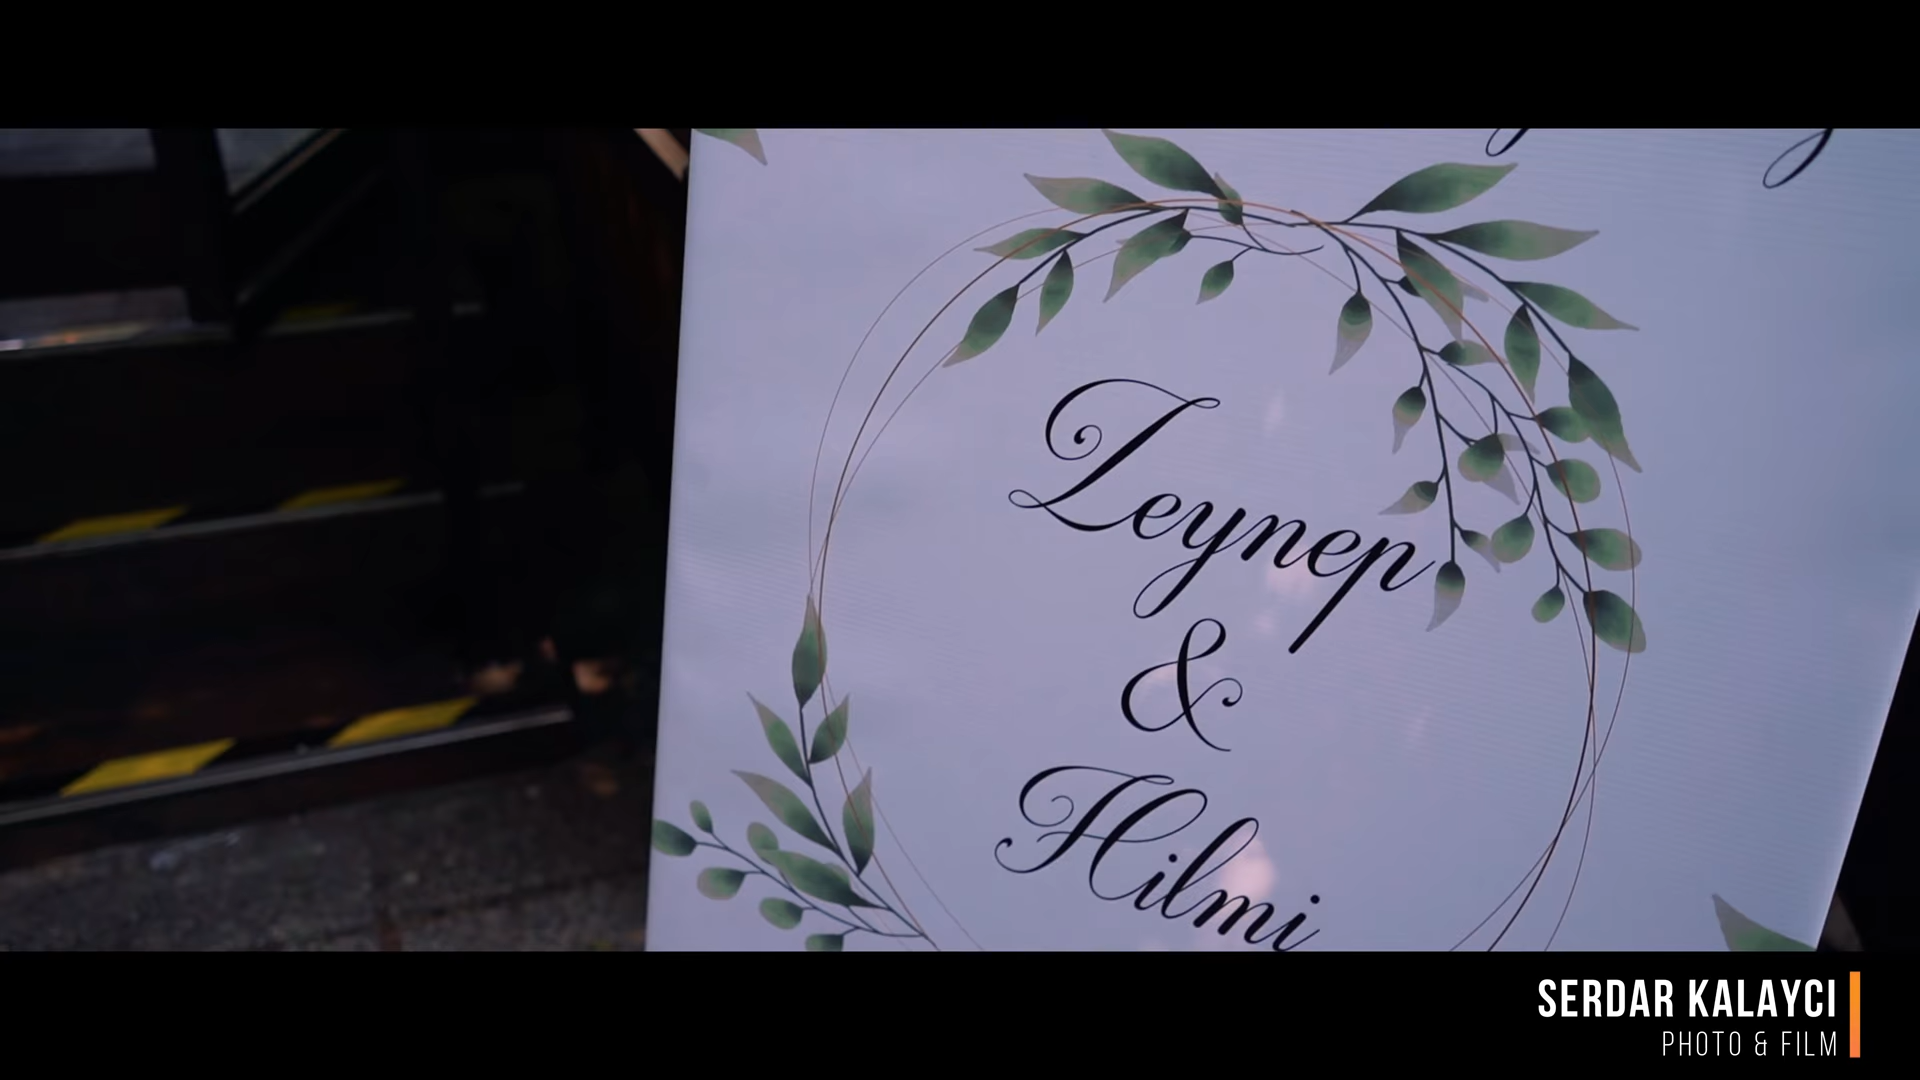 Zeynep
&
Hilmi
SERDAR KALAYCI
PHOTO & FILM